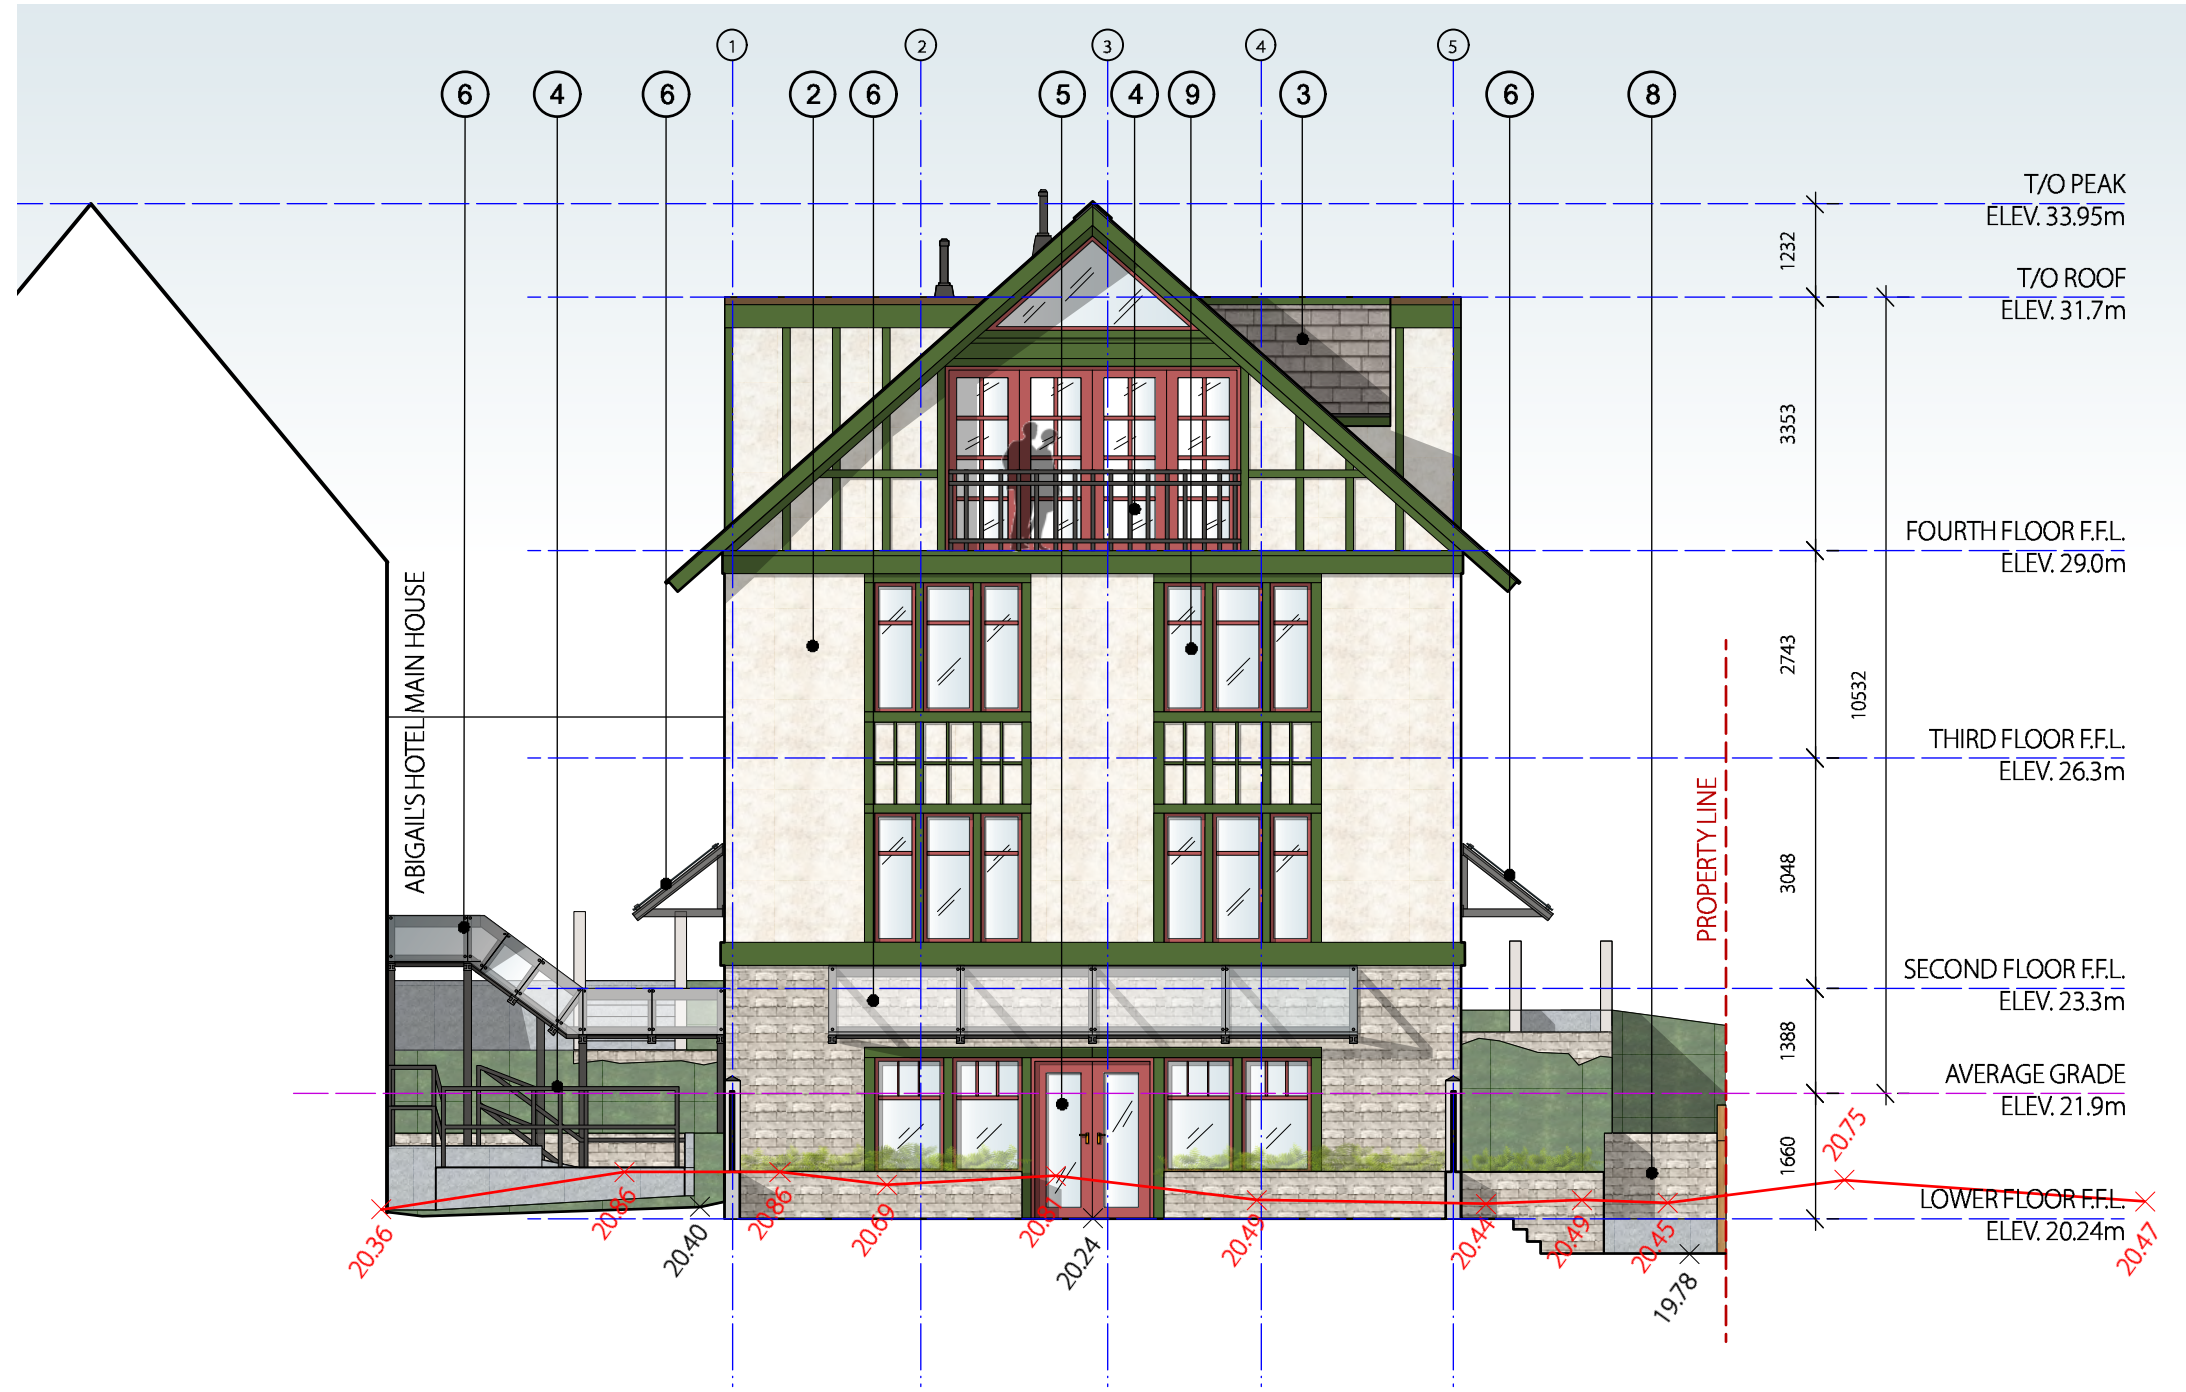 1 2 3 4 5
6 4 6 2 6 5 4 9 3 6 8
T/O PEAK
ELEV. 33.95m
1232
T/O ROOF
ELEV. 31.7m
3353
FOURTH FLOOR F.F.L.
ELEV. 29.0m
2743
10532
THIRD FLOOR F.F.L.
ELEV. 26.3m
3048
SECOND FLOOR F.F.L.
ELEV. 23.3m
1388
AVERAGE GRADE
ELEV. 21.9m
1660
LOWER FLOOR F.F.L.
ELEV. 20.24m
ABIGAIL'S HOTEL MAIN HOUSE
PROPERTY LINE
20.36
20.86
20.40
20.86
20.69
20.24
20.49
20.44
20.49
20.45
19.78
20.75
20.47